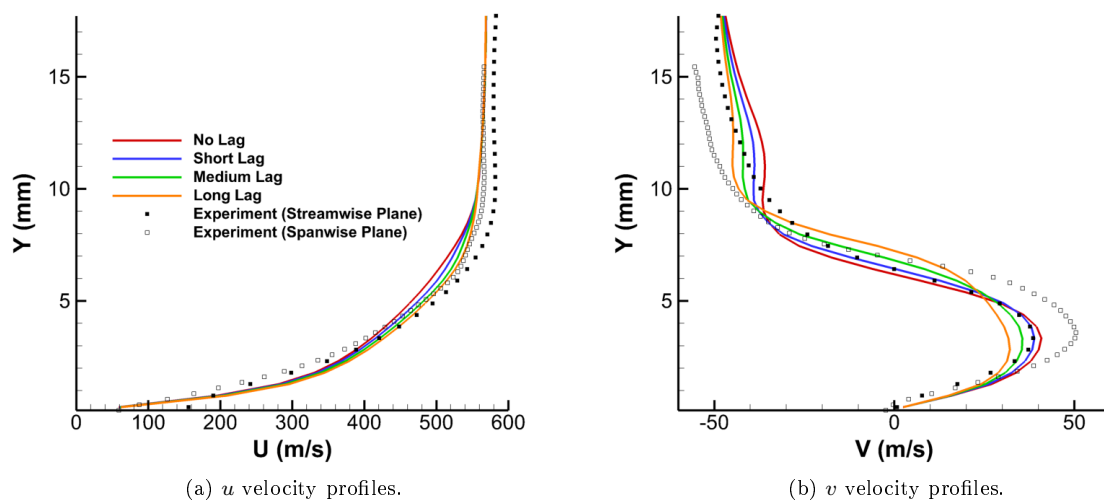 15
10
5
Y (mm)
No Lag
Short Lag
Medium Lag
Long Lag
Experiment (Streamwise Plane)
Experiment (Spanwise Plane)
0 100 200 300 400 500 600
U (m/s)
(a) u velocity profiles.
15
10
5
Y (mm)
-50 0 50
V (m/s)
(b) v velocity profiles.